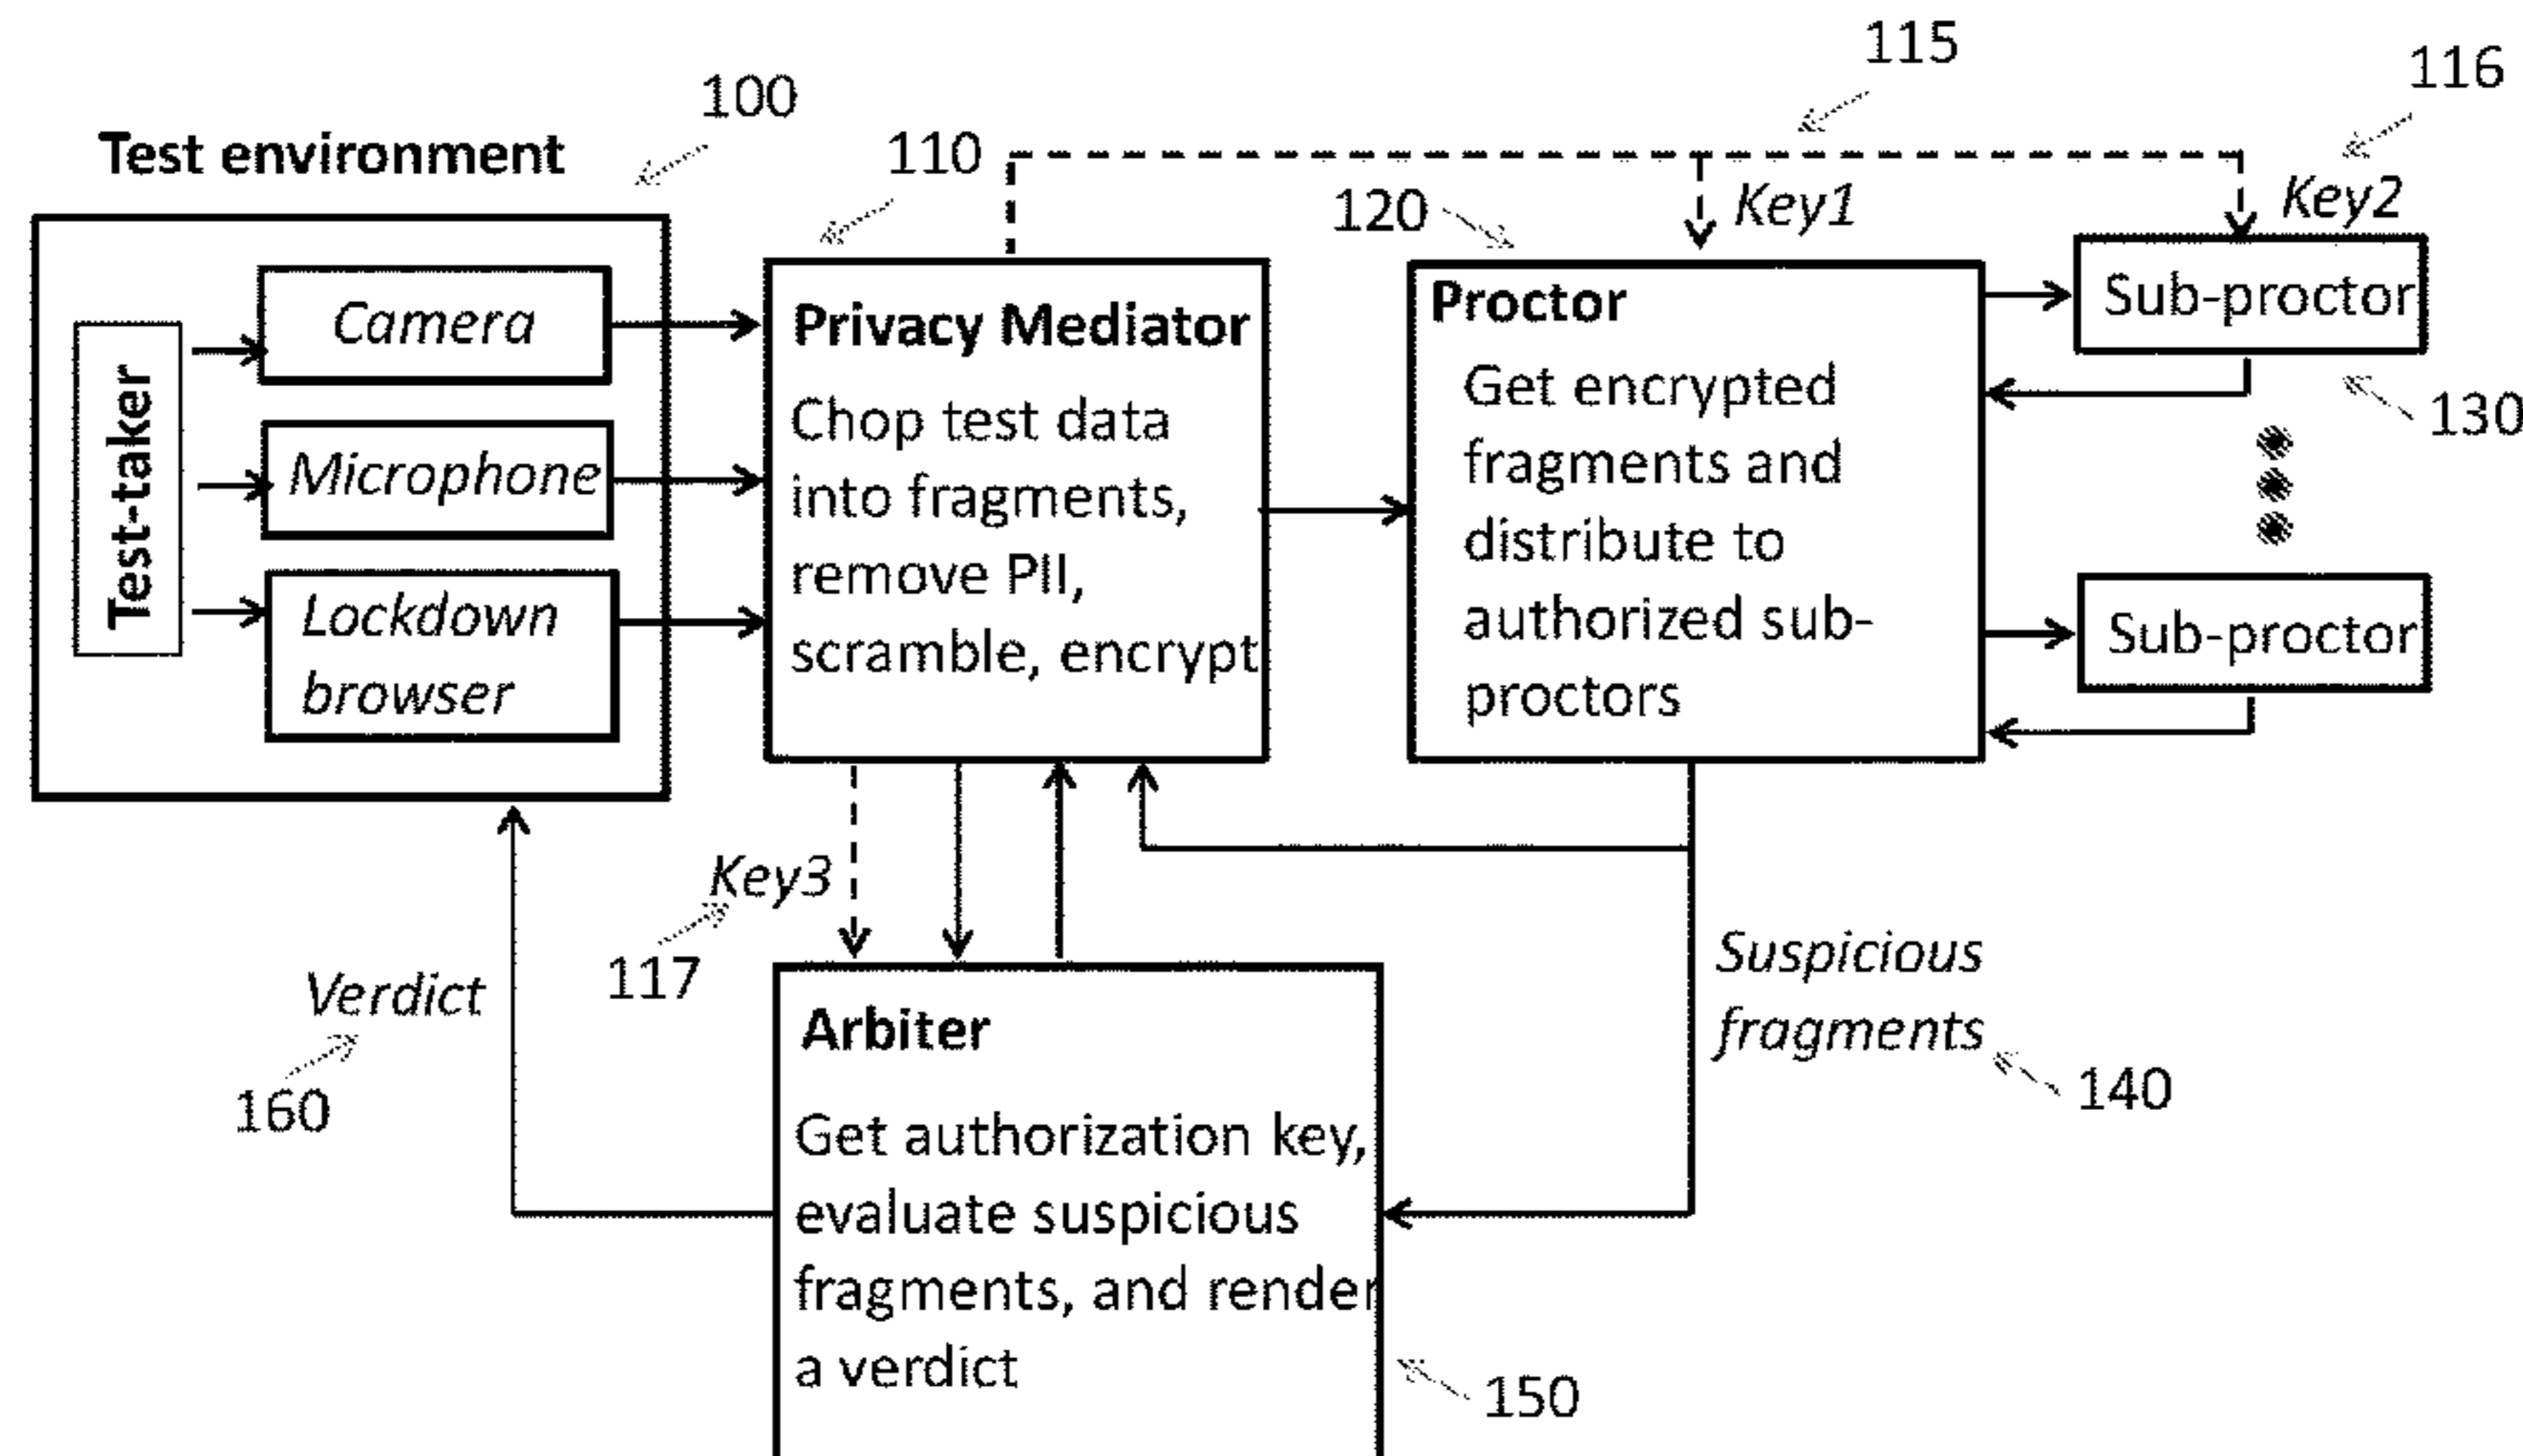 115
116
100
110
Test environment
120
Key1
Key2
Test-taker
Camera
Microphone
Lockdown
browser
Privacy Mediator
Chop test data
into fragments,
remove PII,
scramble, encrypt
Proctor
Get encrypted
fragments and
distribute to
authorized sub-
proctors
Sub-proctor
130
Sub-proctor
Key3
117
Verdict
160
Suspicious
fragments
140
Arbiter
Get authorization key,
evaluate suspicious
fragments, and render
a verdict
150